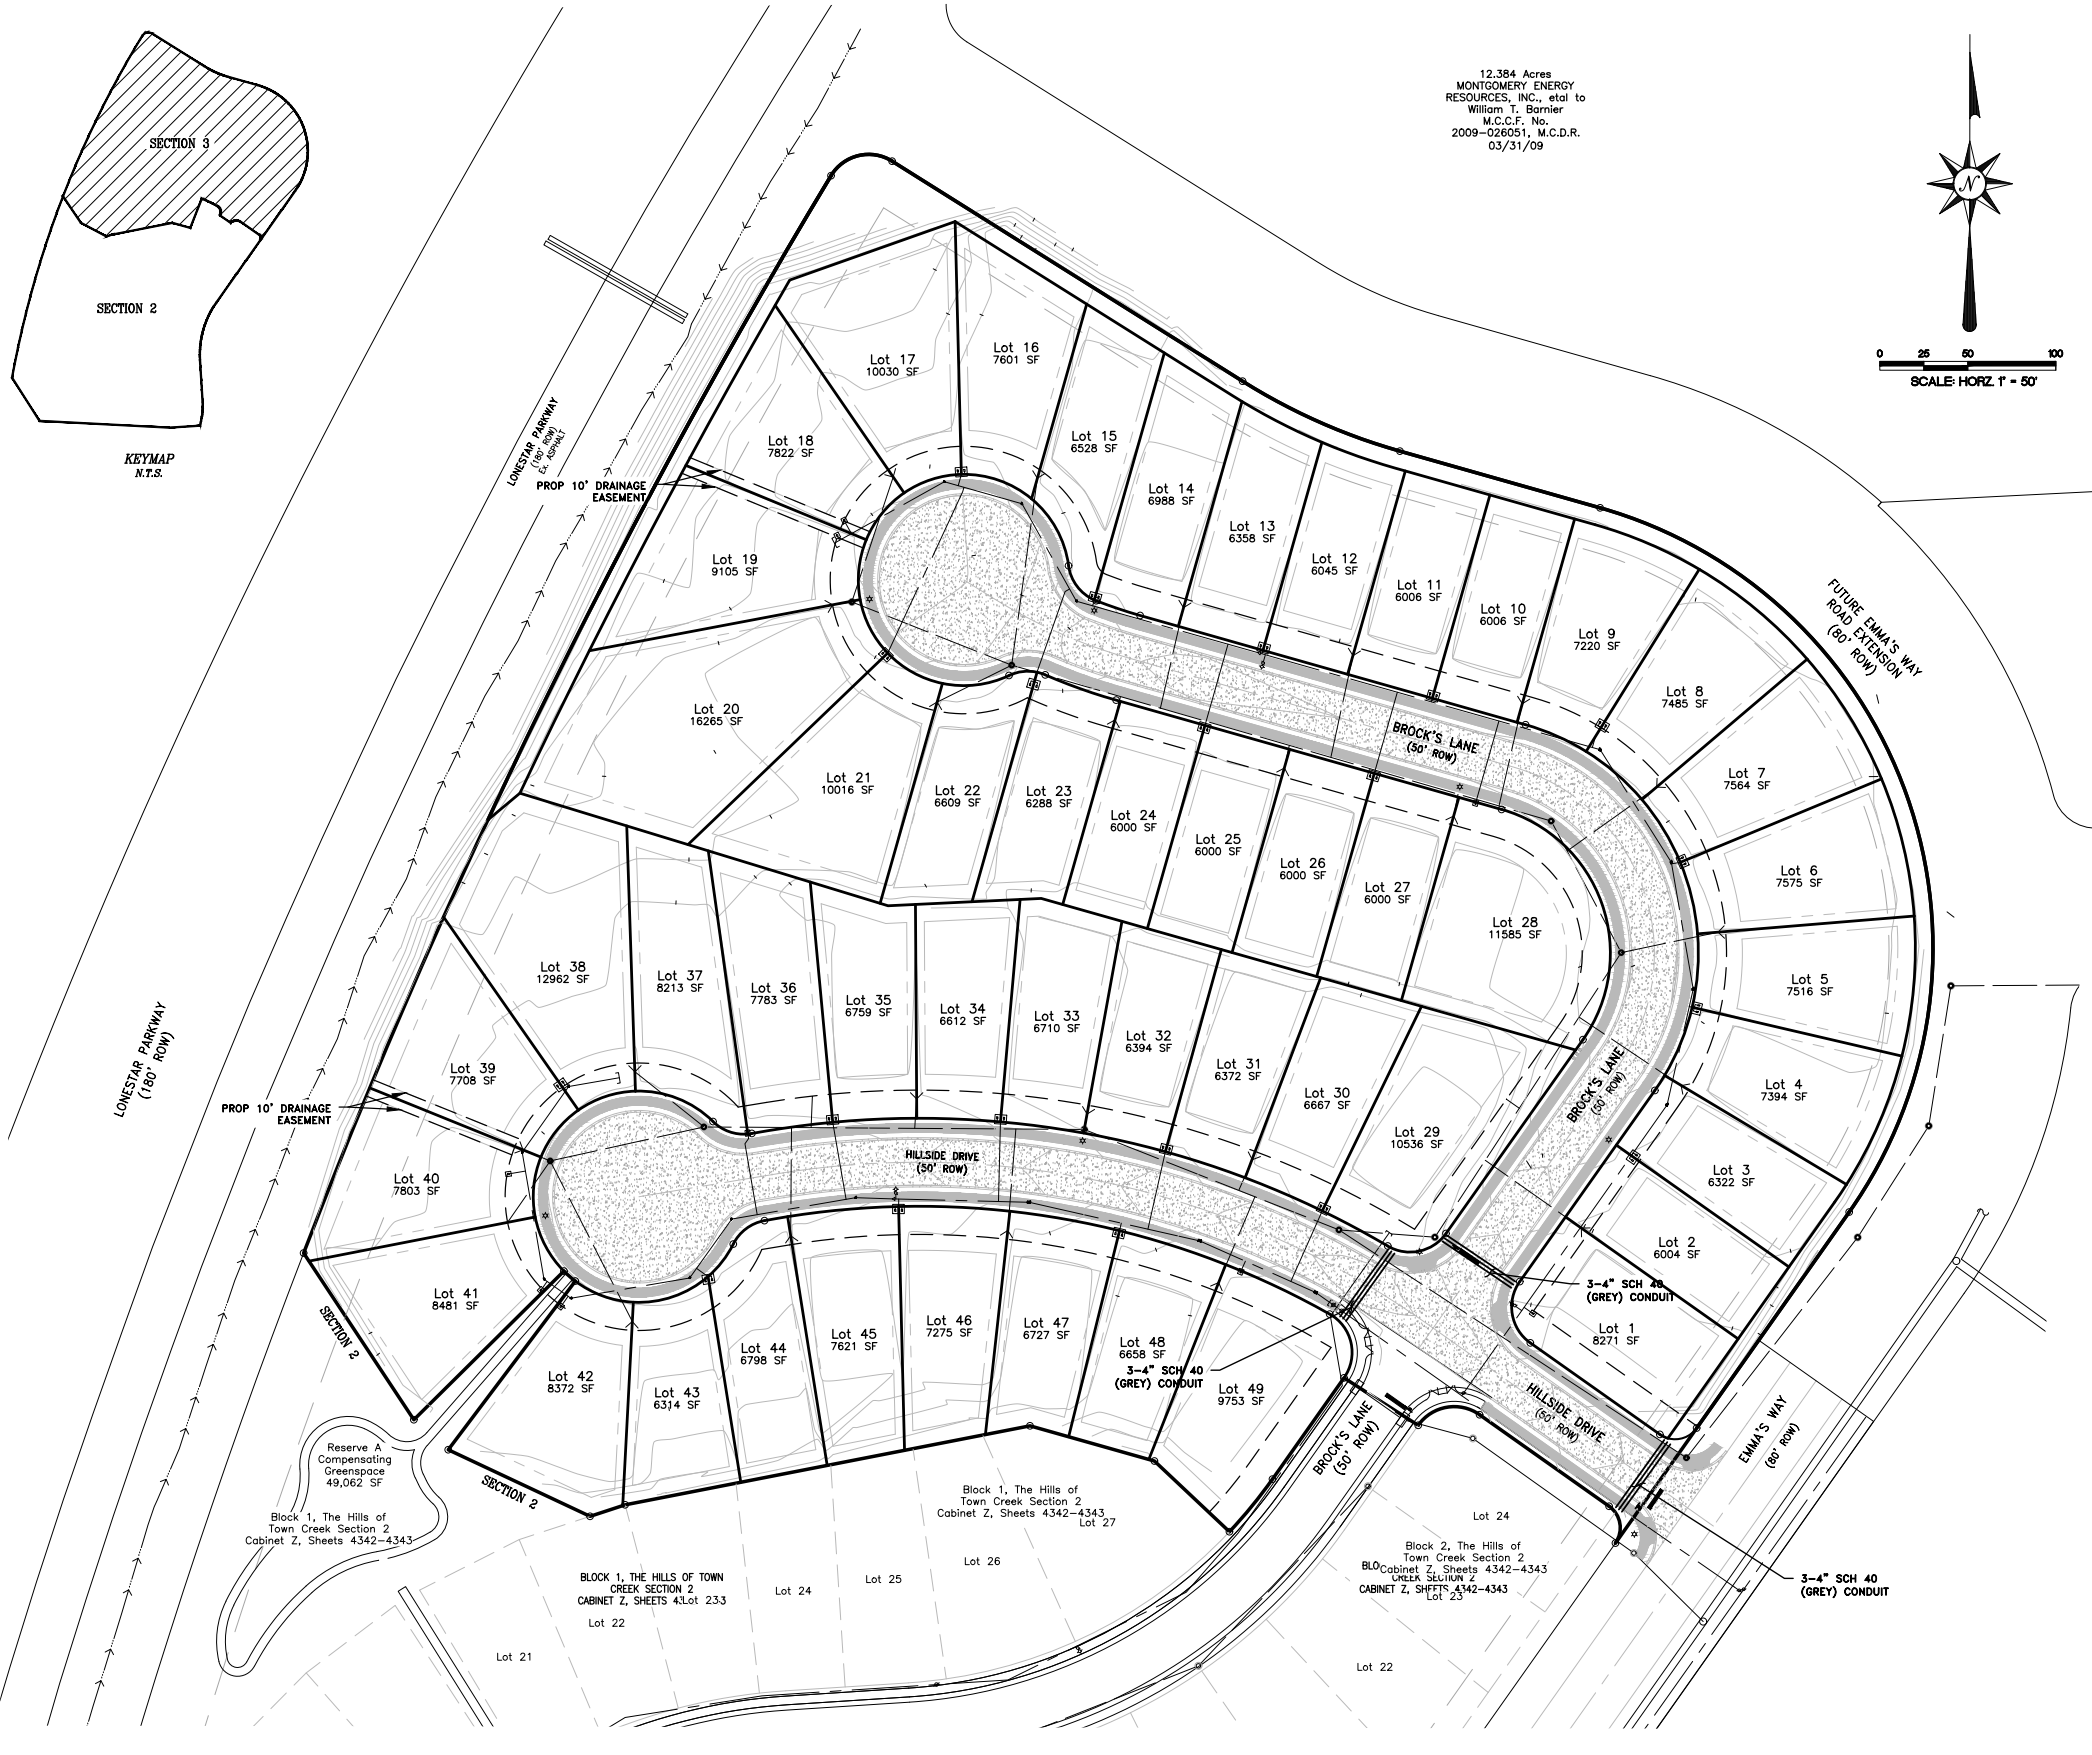 12.384 Acres
MONTGOMERY ENERGY
RESOURCES, INC., etal to
William T. Barnier
M.C.C.F. No.
2009-026051, M.C.D.R.
03/31/09
SECTION 3
SECTION 2
KEYMAP
N.T.S.
N
0 25 50 100
SCALE: HORZ. 1" = 50'
LONESTAR PARKWAY
(180' ROW)
Ex. ASPHALT
PROP 10' DRAINAGE
EASEMENT
FUTURE EMMA'S WAY
ROAD EXTENSION
(80' ROW)
Lot 17
10030 SF
Lot 16
7601 SF
Lot 18
7822 SF
Lot 15
6528 SF
Lot 14
6988 SF
Lot 13
6358 SF
Lot 12
6045 SF
Lot 11
6006 SF
Lot 10
6006 SF
Lot 9
7220 SF
Lot 8
7485 SF
Lot 7
7564 SF
Lot 6
7575 SF
Lot 5
7516 SF
Lot 4
7394 SF
Lot 3
6322 SF
Lot 2
6004 SF
Lot 1
8271 SF
Lot 19
9105 SF
Lot 20
16265 SF
Lot 21
10016 SF
Lot 22
6609 SF
Lot 23
6288 SF
Lot 24
6000 SF
Lot 25
6000 SF
Lot 26
6000 SF
Lot 27
6000 SF
Lot 28
11585 SF
BROCK'S LANE
(50' ROW)
BROCK'S LANE
(50' ROW)
Lot 38
12962 SF
Lot 37
8213 SF
Lot 36
7783 SF
Lot 35
6759 SF
Lot 34
6612 SF
Lot 33
6710 SF
Lot 32
6394 SF
Lot 31
6372 SF
Lot 30
6667 SF
Lot 29
10536 SF
Lot 39
7708 SF
LONESTAR PARKWAY
(180' ROW)
PROP 10' DRAINAGE
EASEMENT
Lot 40
7803 SF
HILLSIDE DRIVE
(50' ROW)
3-4" SCH 40
(GREY) CONDUIT
Lot 41
8481 SF
SECTION 2
Lot 42
8372 SF
Lot 43
6314 SF
Lot 44
6798 SF
Lot 45
7621 SF
Lot 46
7275 SF
Lot 47
6727 SF
Lot 48
6658 SF
Lot 49
9753 SF
3-4" SCH 40
(GREY) CONDUIT
HILLSIDE DRIVE
(50' ROW)
EMMA'S WAY
(80' ROW)
BROCK'S LANE
(50' ROW)
Reserve A
Compensating
Greenspace
49,062 SF
SECTION 2
Block 1, The Hills of
Town Creek Section 2
Cabinet Z, Sheets 4342-4343
Block 1, The Hills of
Town Creek Section 2
Cabinet Z, Sheets 4342-4343
Lot 27
Lot 26
Lot 25
Lot 24
BLOCK 1, THE HILLS OF TOWN
CREEK SECTION 2
CABINET Z, SHEETS
Lot 23
Lot 22
Lot 21
Lot 24
Block 2, The Hills of
Town Creek Section 2
Cabinet Z, Sheets 4342-4343
CREEK SECTION 2
CABINET Z, SHEETS 4342-4343
Lot 23
Lot 22
3-4" SCH 40
(GREY) CONDUIT